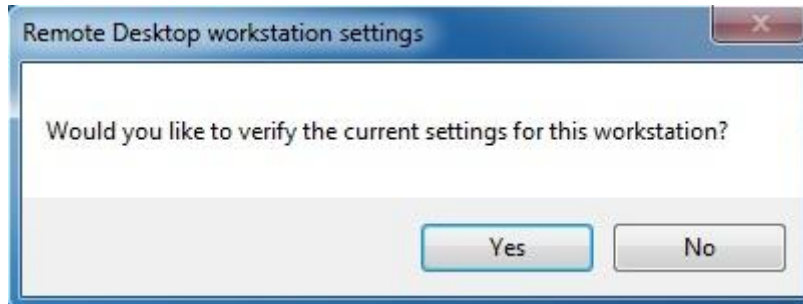 Remote Desktop workstation settings
Would you like to verify the current settings for this workstation?
Yes No